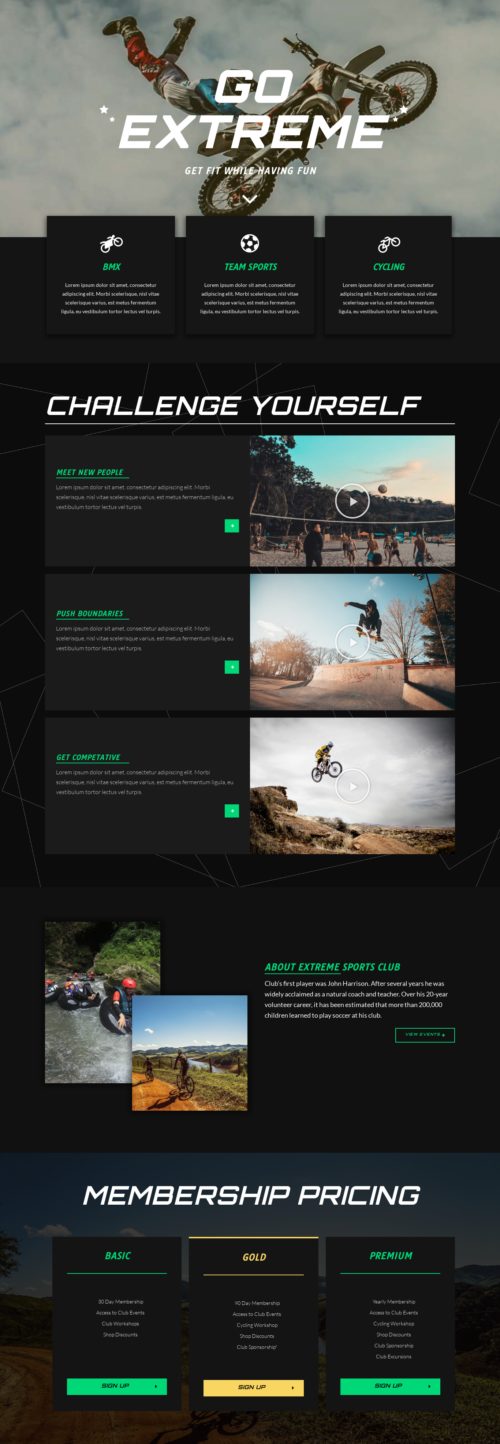 GO
EXTREME
GET FIT WHILE HAVING FUN
BMX
Lorem ipsum dolor sit amet, consectetur
adipiscing elit. Morbi scelerisque, nisl vitae
scelerisque varius, est metus fermentum
ligula, eu vestibulum tortor lectus vel turpis.
TEAM SPORTS
Lorem ipsum dolor sit amet, consectetur
adipiscing elit. Morbi scelerisque, nisl vitae
scelerisque varius, est metus fermentum
ligula, eu vestibulum tortor lectus vel turpis.
CYCLING
Lorem ipsum dolor sit amet, consectetur
adipiscing elit. Morbi scelerisque, nisl vitae
scelerisque varius, est metus fermentum
ligula, eu vestibulum tortor lectus vel turpis.
CHALLENGE YOURSELF
MEET NEW PEOPLE
Lorem ipsum dolor sit amet, consectetur adipiscing elit. Morbi
scelerisque, nisl vitae scelerisque varius, est metus fermentum ligula, eu
vestibulum tortor lectus vel turpis.
+
PUSH BOUNDARIES
Lorem ipsum dolor sit amet, consectetur adipiscing elit. Morbi
scelerisque, nisl vitae scelerisque varius, est metus fermentum ligula, eu
vestibulum tortor lectus vel turpis.
+
GET COMPETATIVE
Lorem ipsum dolor sit amet, consectetur adipiscing elit. Morbi
scelerisque, nisl vitae scelerisque varius, est metus fermentum ligula, eu
vestibulum tortor lectus vel turpis.
+
ABOUT EXTREME SPORTS CLUB
Club's first player was John Harrison. After several years he was
widely acclaimed as a natural coach and teacher. Over his 20-year
volunteer career, it has been estimated that more than 200,000
children learned to play soccer at his club.
VIEW EVENTS +
MEMBERSHIP PRICING
BASIC
30 Day Membership
Access to Club Events
Club Workshops
Shop Discounts
SIGN UP
GOLD
90 Day Membership
Access to Club Events
Cycling Workshop
Shop Discounts
Club Sponsorship*
SIGN UP
PREMIUM
Yearly Membership
Access to Club Events
Cycling Workshop
Shop Discounts
Club Sponsorship
Club Excursions
SIGN UP